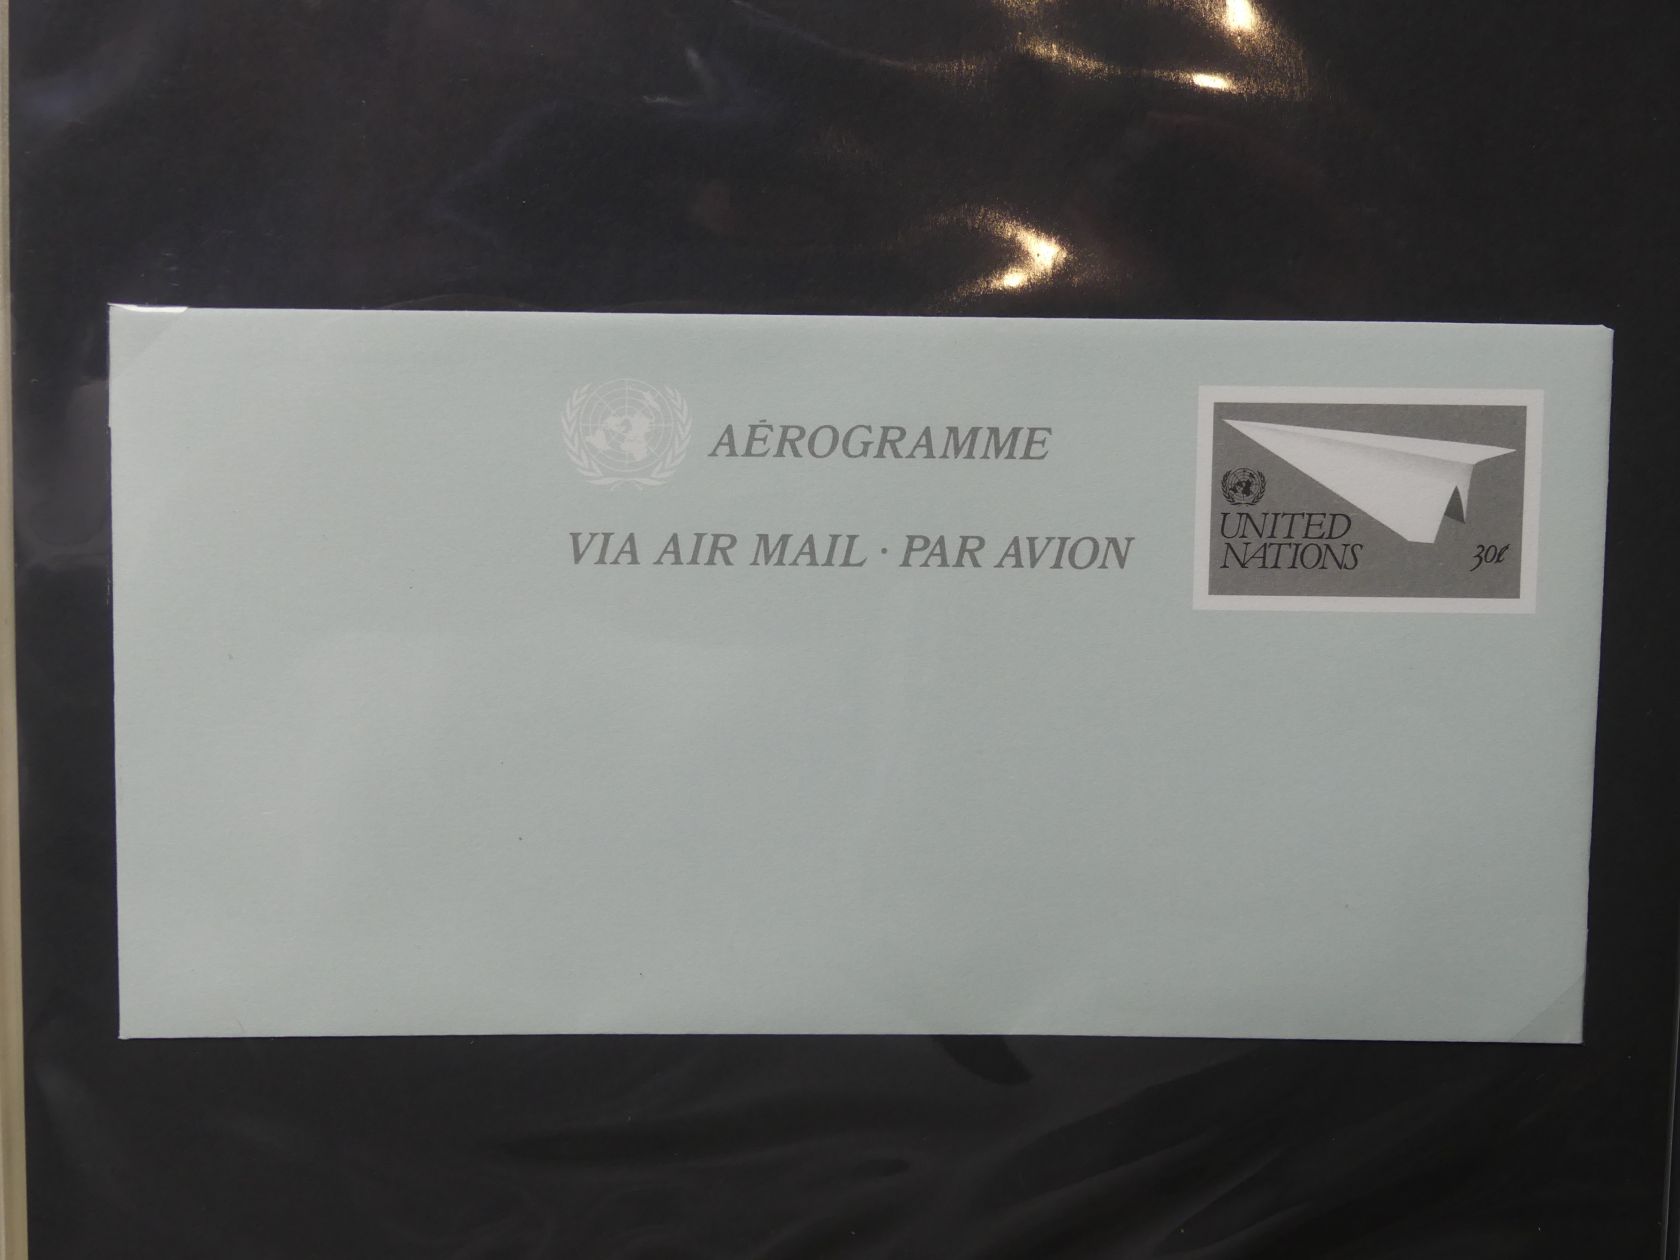 AÉROGRAMME
VIA AIR MAIL · PAR AVION
UNITED
NATIONS
30¢